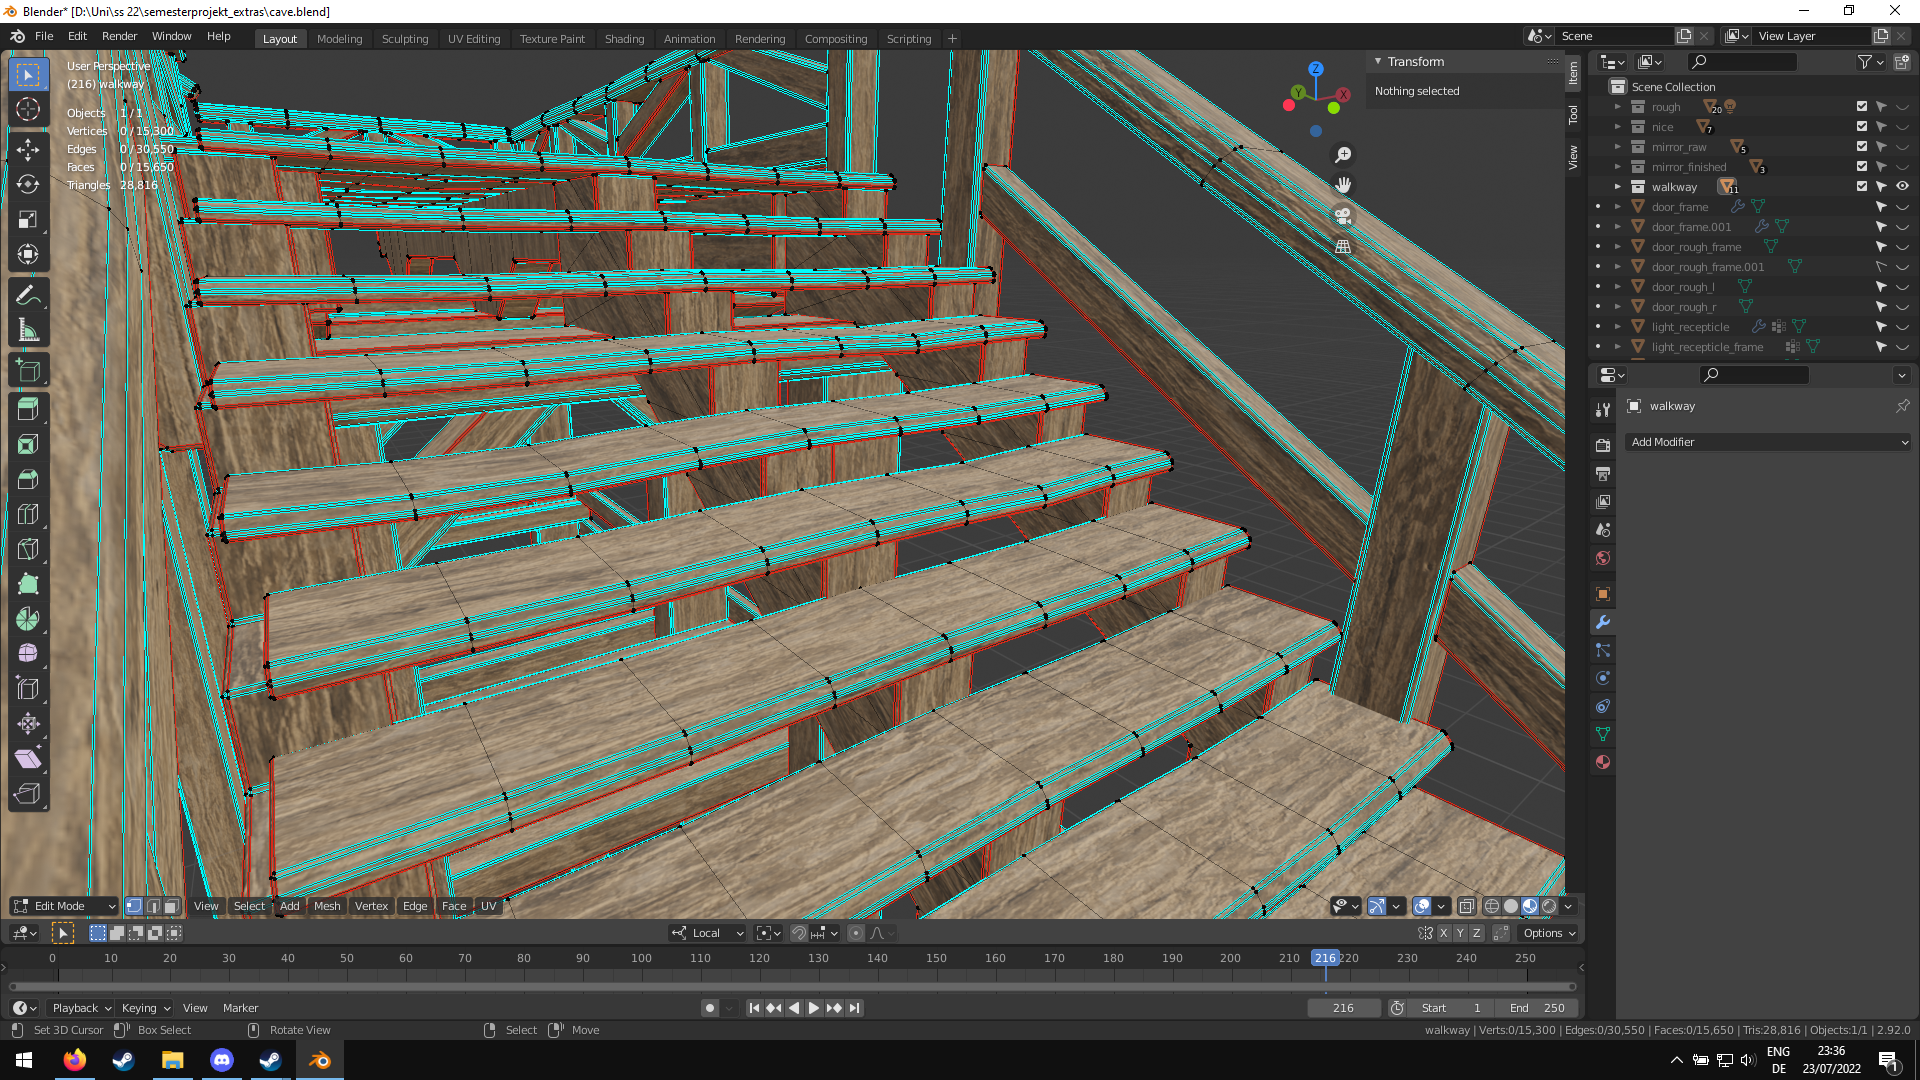 Blender* [D:\Uni\ss 22\semesterprojekt_extras\cave.blend]
File Edit Render Window Help Layout Modeling Sculpting UV Editing Texture Paint Shading Animation Rendering Compositing Scripting + Scene View Layer
User Perspective
(216) walkway
Objects 1 / 1
Vertices 0 / 15,300
Edges 0 / 30,550
Faces 0 / 15,650
Triangles 28,816
Z
Y
X
Transform
Nothing selected
Item
Tool
View
Scene Collection
rough 20
nice 7
mirror_raw 5
mirror_finished 3
walkway 11
door_frame
door_frame.001
door_rough_frame
door_rough_frame.001
door_rough_l
door_rough_r
light_recepticle
light_recepticle_frame
walkway
Add Modifier
Edit Mode View Select Add Mesh Vertex Edge Face UV
Local X Y Z Options
0 10 20 30 40 50 60 70 80 90 100 110 120 130 140 150 160 170 180 190 200 210 216 220 230 240 250
Playback Keying View Marker 216 Start 1 End 250
Set 3D Cursor Box Select Rotate View Select Move walkway | Verts:0/15,300 | Edges:0/30,550 | Faces:0/15,650 | Tris:28,816 | Objects:1/1 | 2.92.0
ENG
DE
23:36
23/07/2022
1